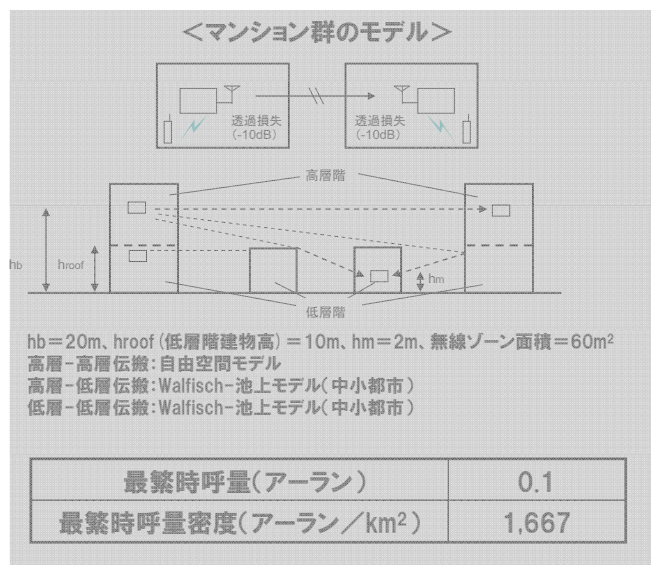 ＜マンション群のモデル＞
透過損失
(-10dB)
透過損失
(-10dB)
高層階
hb
hroof
hm
低層階
hb＝20m、hroof（低層階建物高）＝10m、hm＝2m、無線ゾーン面積＝60m²
高層－高層伝搬：自由空間モデル
高層－低層伝搬：Walfisch－池上モデル（中小都市）
低層－低層伝搬：Walfisch－池上モデル（中小都市）
最繁時呼量（アーラン） 0.1
最繁時呼量密度（アーラン／km²） 1,667